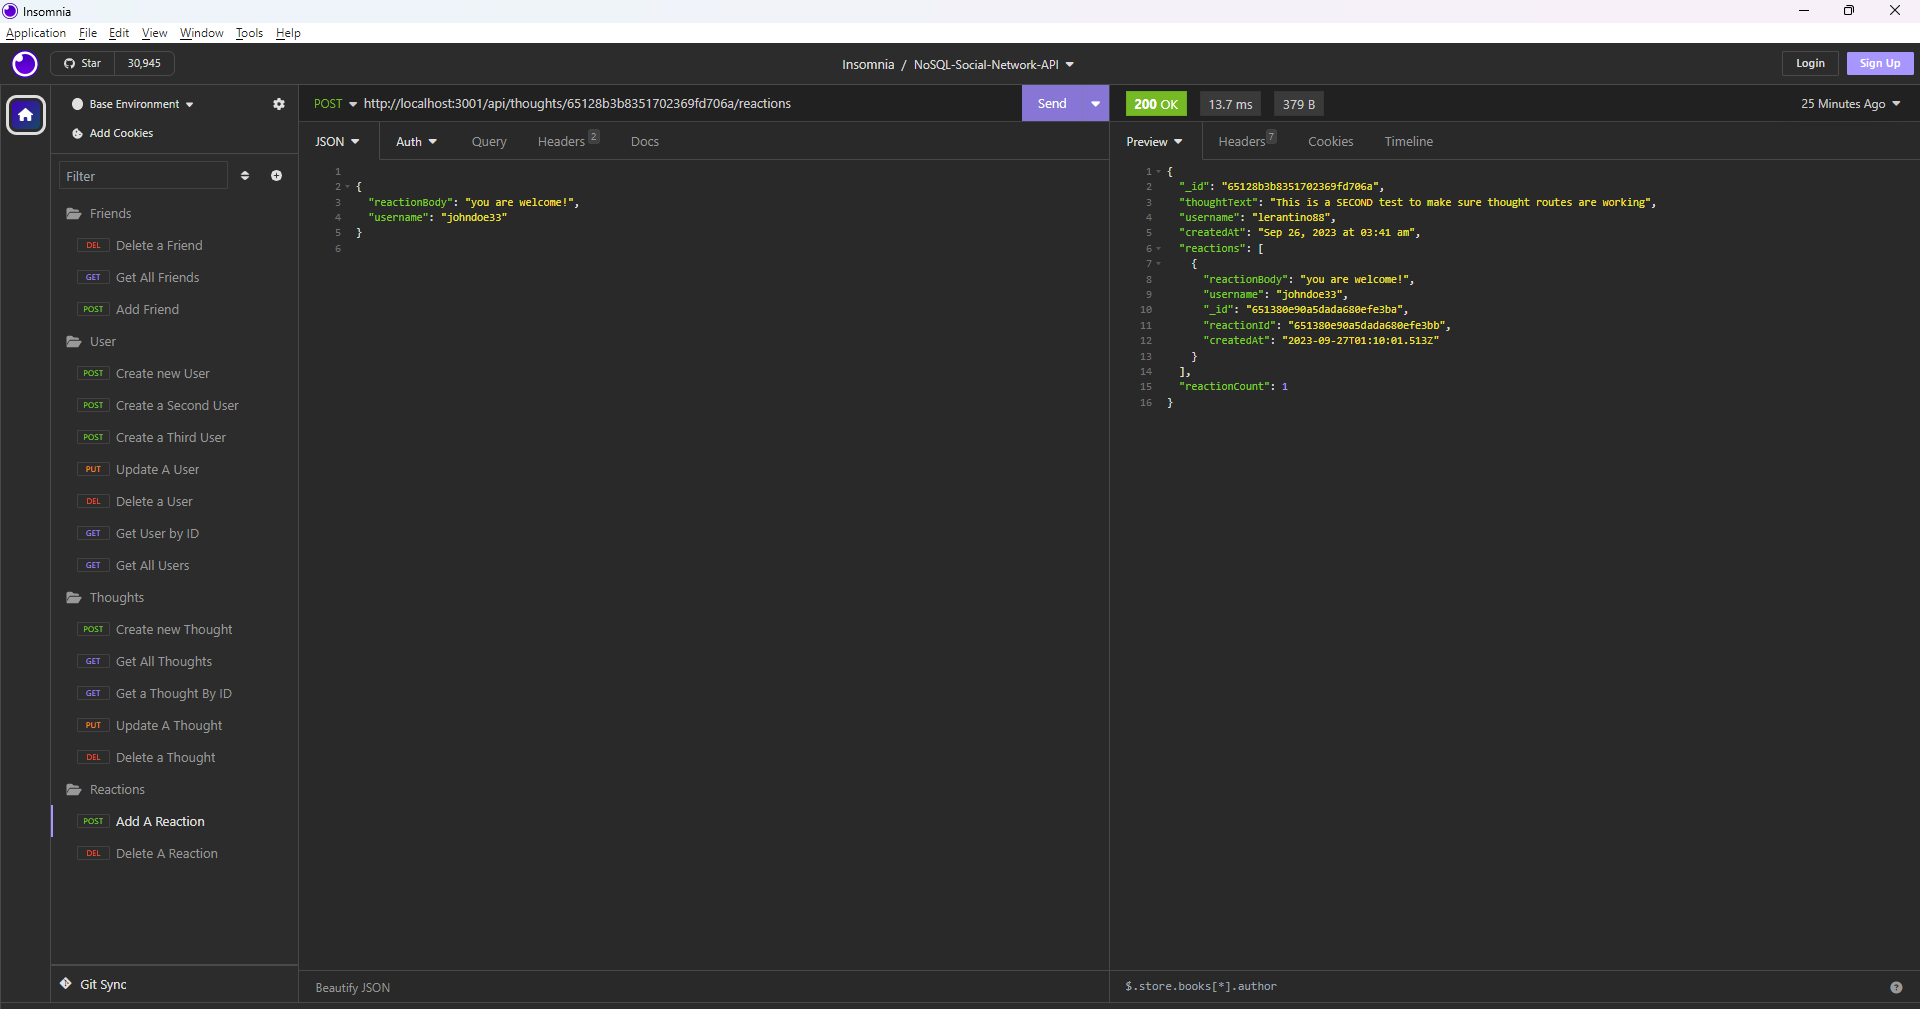 Insomnia
Application File Edit View Window Tools Help
Star 30,945
Insomnia / NoSQL-Social-Network-API
Login Sign Up
Base Environment
Add Cookies
Filter
Friends
DEL Delete a Friend
GET Get All Friends
POST Add Friend
User
POST Create new User
POST Create a Second User
POST Create a Third User
PUT Update A User
DEL Delete a User
GET Get User by ID
GET Get All Users
Thoughts
POST Create new Thought
GET Get All Thoughts
GET Get a Thought By ID
PUT Update A Thought
DEL Delete a Thought
Reactions
POST Add A Reaction
DEL Delete A Reaction
Git Sync
POST http://localhost:3001/api/thoughts/65128b3b8351702369fd706a/reactions Send
JSON Auth Query Headers 2 Docs
1
2 {
3 "reactionBody": "you are welcome!",
4 "username": "johndoe33"
5 }
6
Beautify JSON
200 OK 13.7 ms 379 B 25 Minutes Ago
Preview Headers 7 Cookies Timeline
1 {
2 "_id": "65128b3b8351702369fd706a",
3 "thoughtText": "This is a SECOND test to make sure thought routes are working",
4 "username": "lerantino88",
5 "createdAt": "Sep 26, 2023 at 03:41 am",
6 "reactions": [
7 {
8 "reactionBody": "you are welcome!",
9 "username": "johndoe33",
10 "_id": "651380e90a5dada680efe3ba",
11 "reactionId": "651380e90a5dada680efe3bb",
12 "createdAt": "2023-09-27T01:10:01.513Z"
13 }
14 ],
15 "reactionCount": 1
16 }
$.store.books[*].author